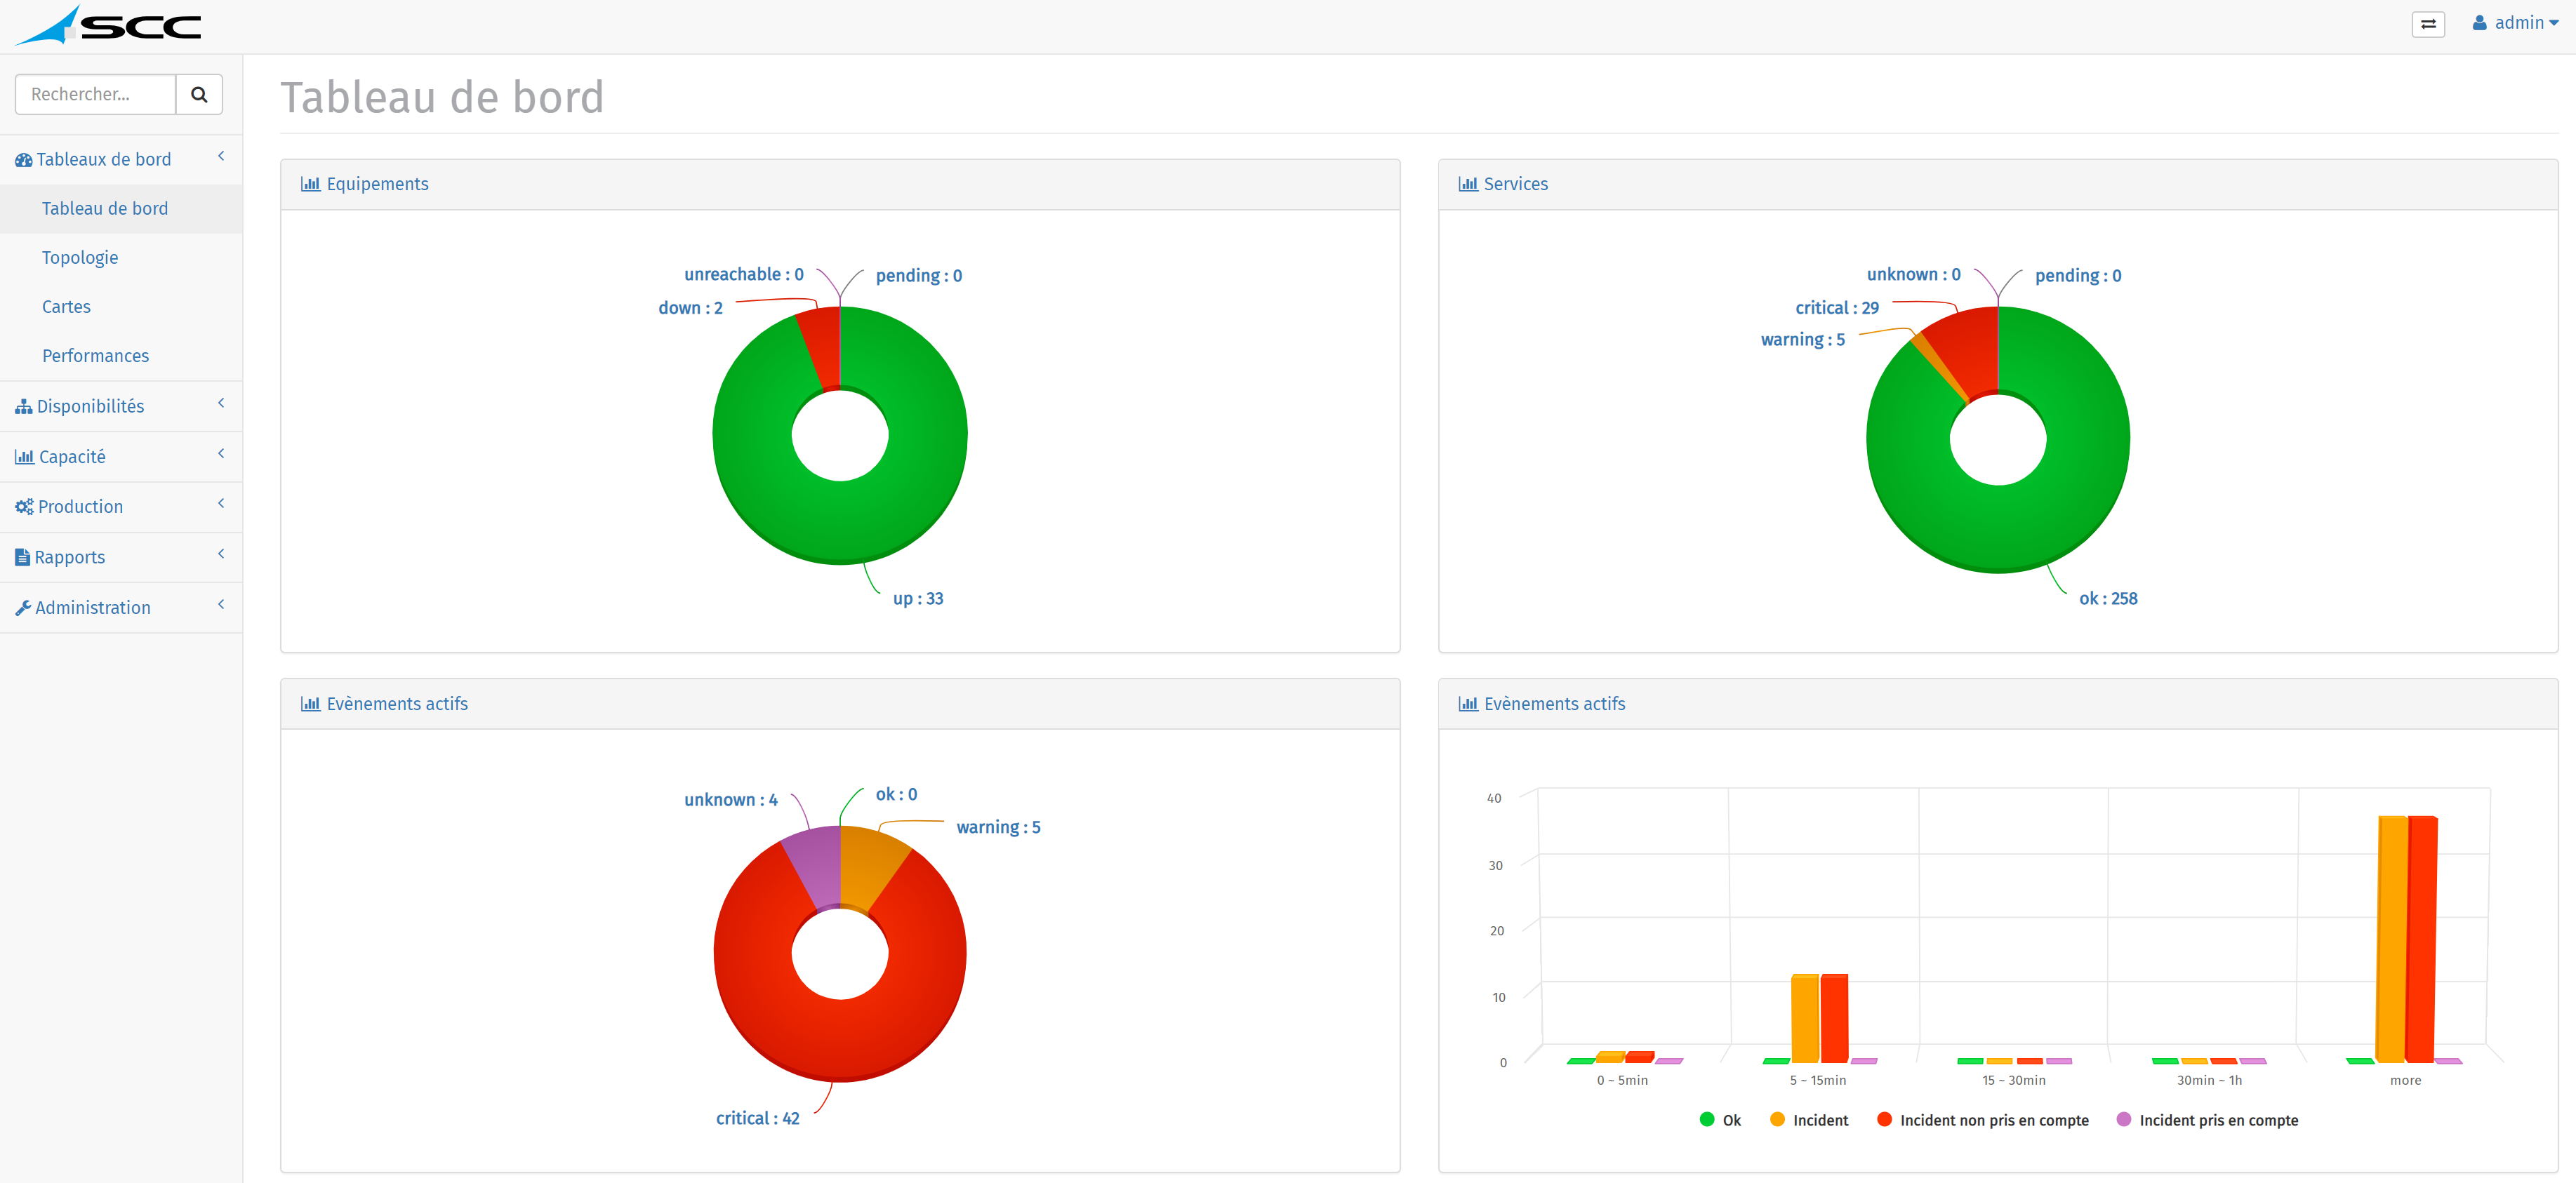 SCC
admin
Rechercher...
Tableaux de bord
Tableau de bord
Topologie
Cartes
Performances
Disponibilités
Capacité
Production
Rapports
Administration
Tableau de bord
Equipements
unreachable : 0
pending : 0
down : 2
up : 33
Services
unknown : 0
pending : 0
critical : 29
warning : 5
ok : 258
Evènements actifs
unknown : 4
ok : 0
warning : 5
critical : 42
Evènements actifs
40
30
20
10
0
0 ~ 5min
5 ~ 15min
15 ~ 30min
30min ~ 1h
more
Ok
Incident
Incident non pris en compte
Incident pris en compte